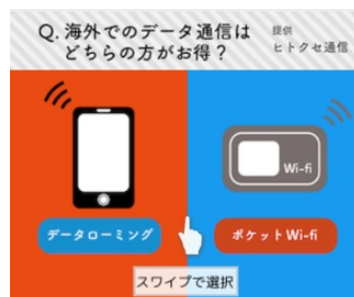 Q. 海外でのデータ通信は
どちらの方がお得？
提供
ヒトクセ通信
Wi-fi
データローミング
ポケットWi-fi
スワイプで選択